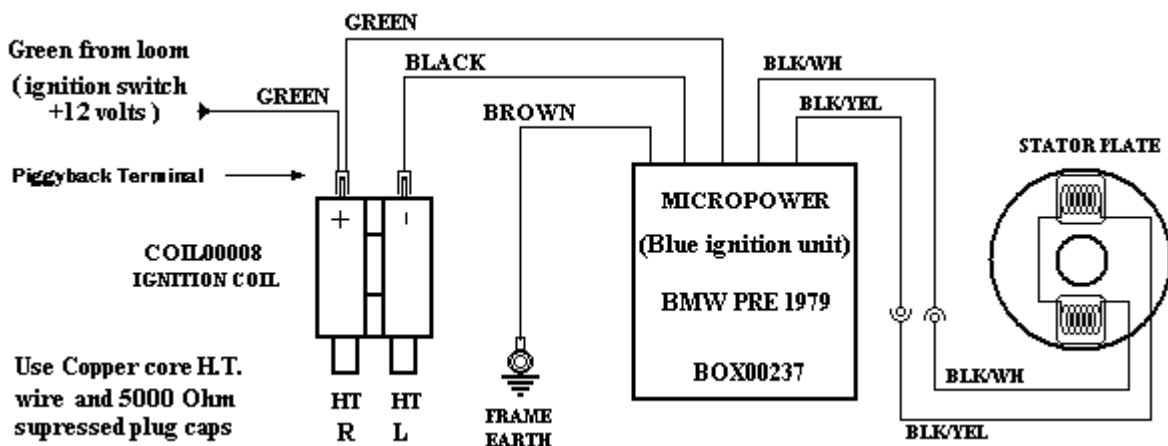 GREEN
Green from loom
( ignition switch
+12 volts )
GREEN
BLACK
BROWN
BLK/WH
BLK/YEL
STATOR PLATE
Piggyback Terminal
+
-
COIL00008
IGNITION COIL
MICROPOWER
(Blue ignition unit)
BMW PRE 1979
BOX00237
Use Copper core H.T.
wire and 5000 Ohm
supressed plug caps
HT HT
R L
FRAME
EARTH
BLK/WH
BLK/YEL